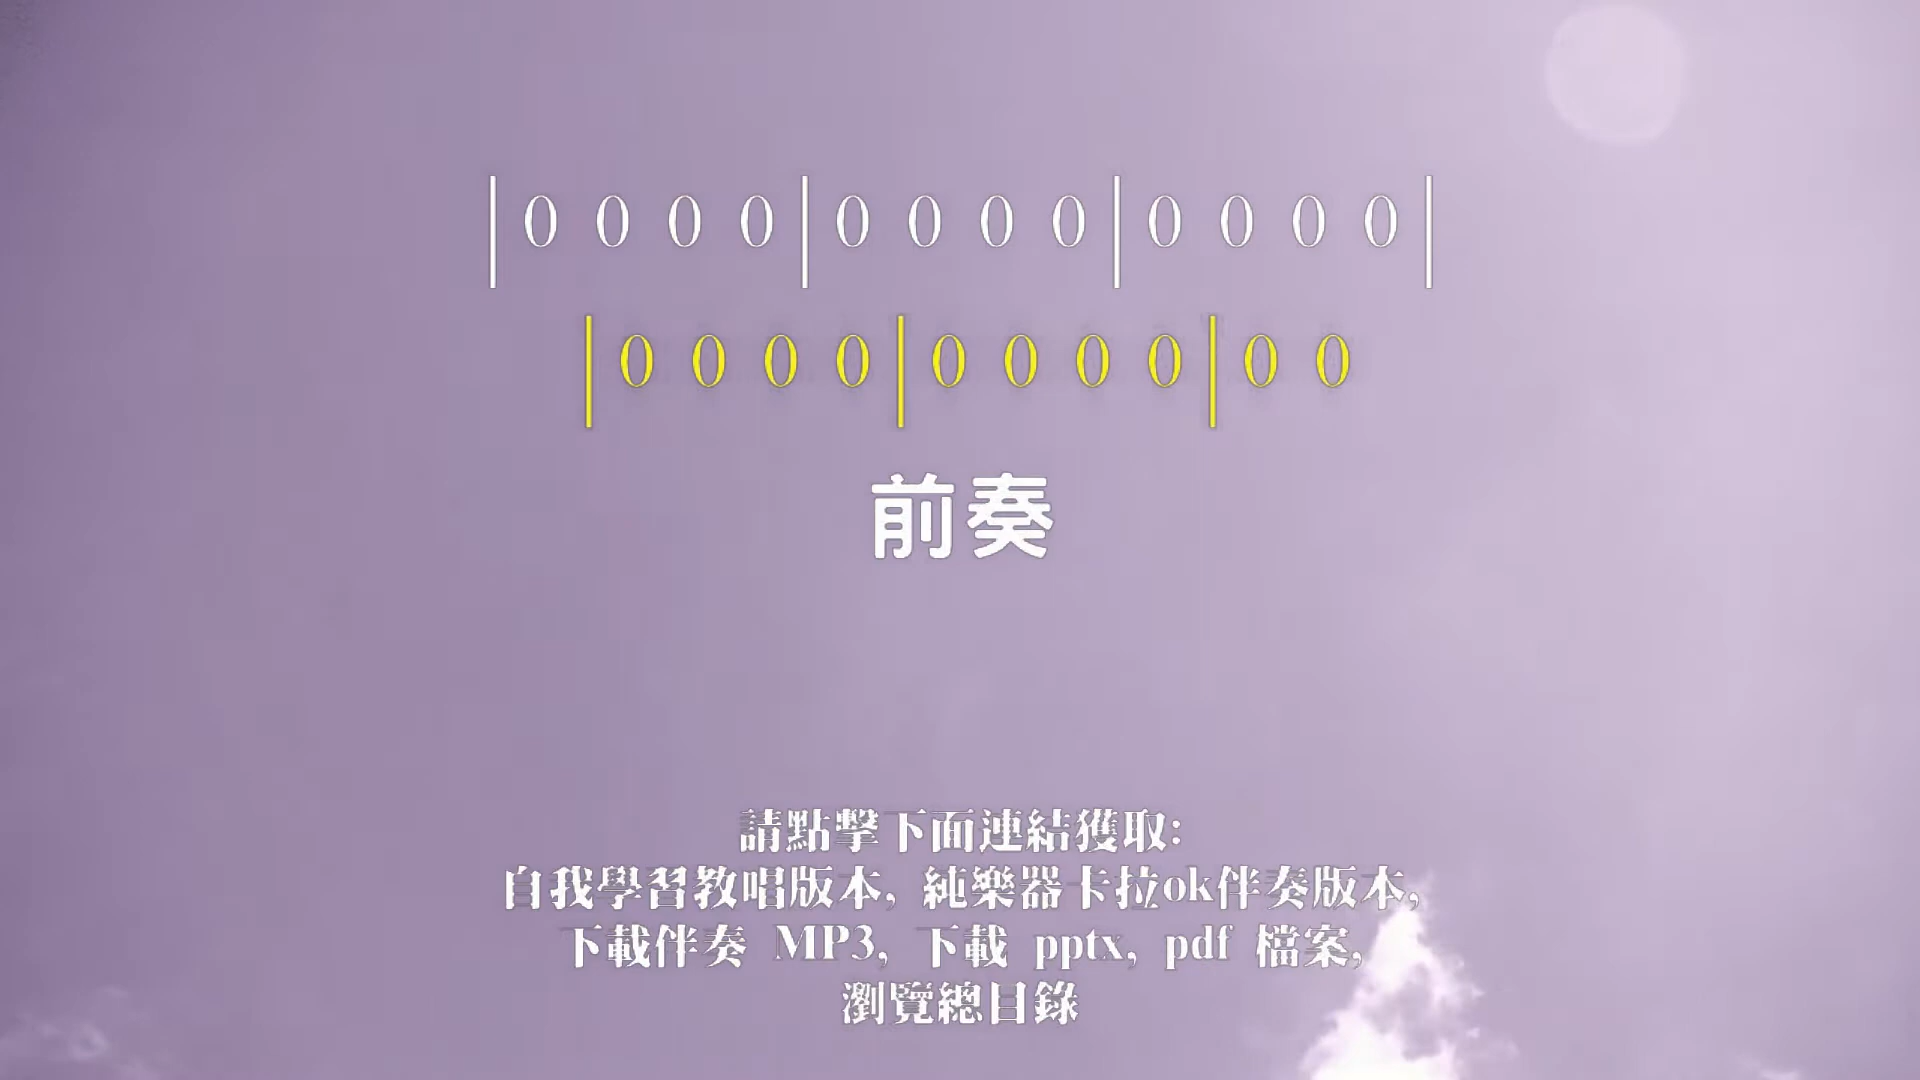 |0 0 0 0|0 0 0 0|0 0 0 0|
|0 0 0 0|0 0 0 0|0 0
前奏
請點擊下面連結獲取:
自我學習教唱版本, 純樂器卡拉ok伴奏版本,
下載伴奏 MP3, 下載 pptx, pdf 檔案,
瀏覽總目錄